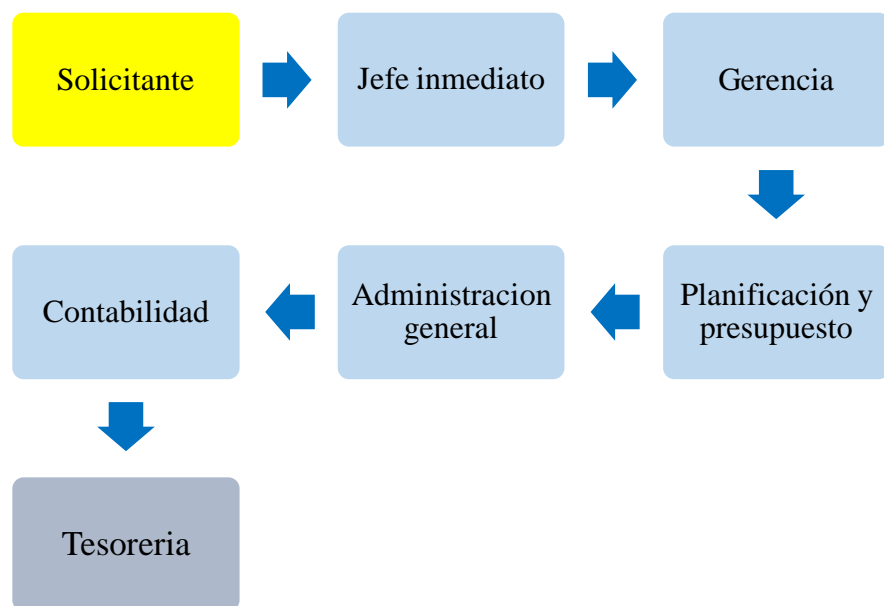 Solicitante
Jefe inmediato
Gerencia
Planificación y
presupuesto
Administracion
general
Contabilidad
Tesoreria